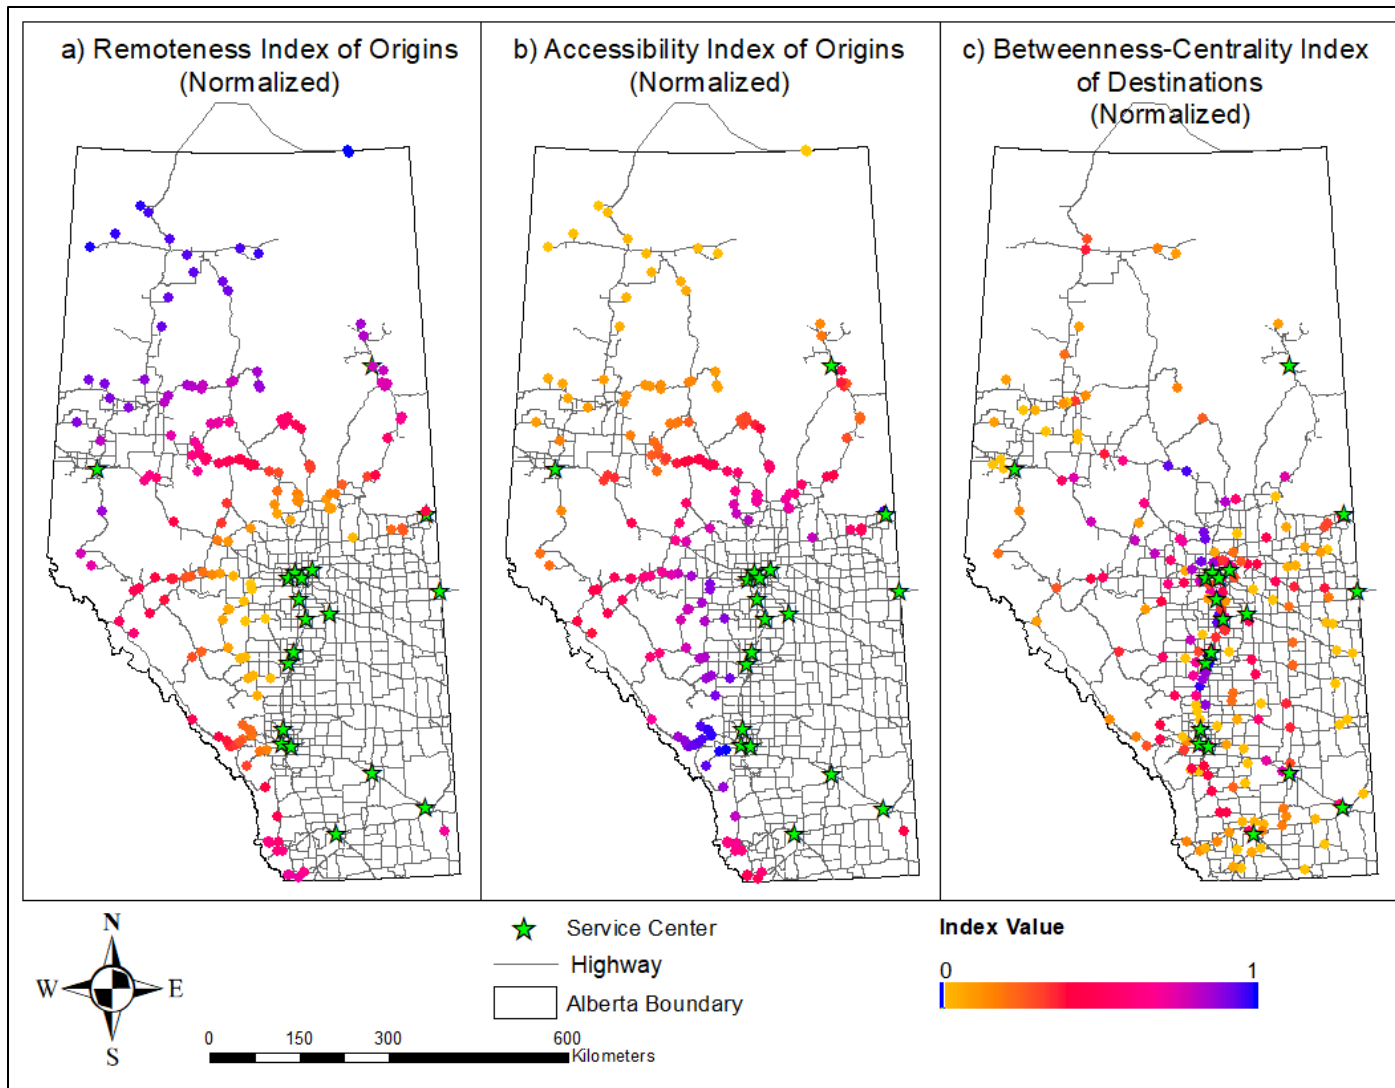 a) Remoteness Index of Origins
(Normalized)
b) Accessibility Index of Origins
(Normalized)
c) Betweenness-Centrality Index
of Destinations
(Normalized)
N
W
E
S
Service Center
Highway
Alberta Boundary
Index Value
0 1
0 150 300 600
Kilometers